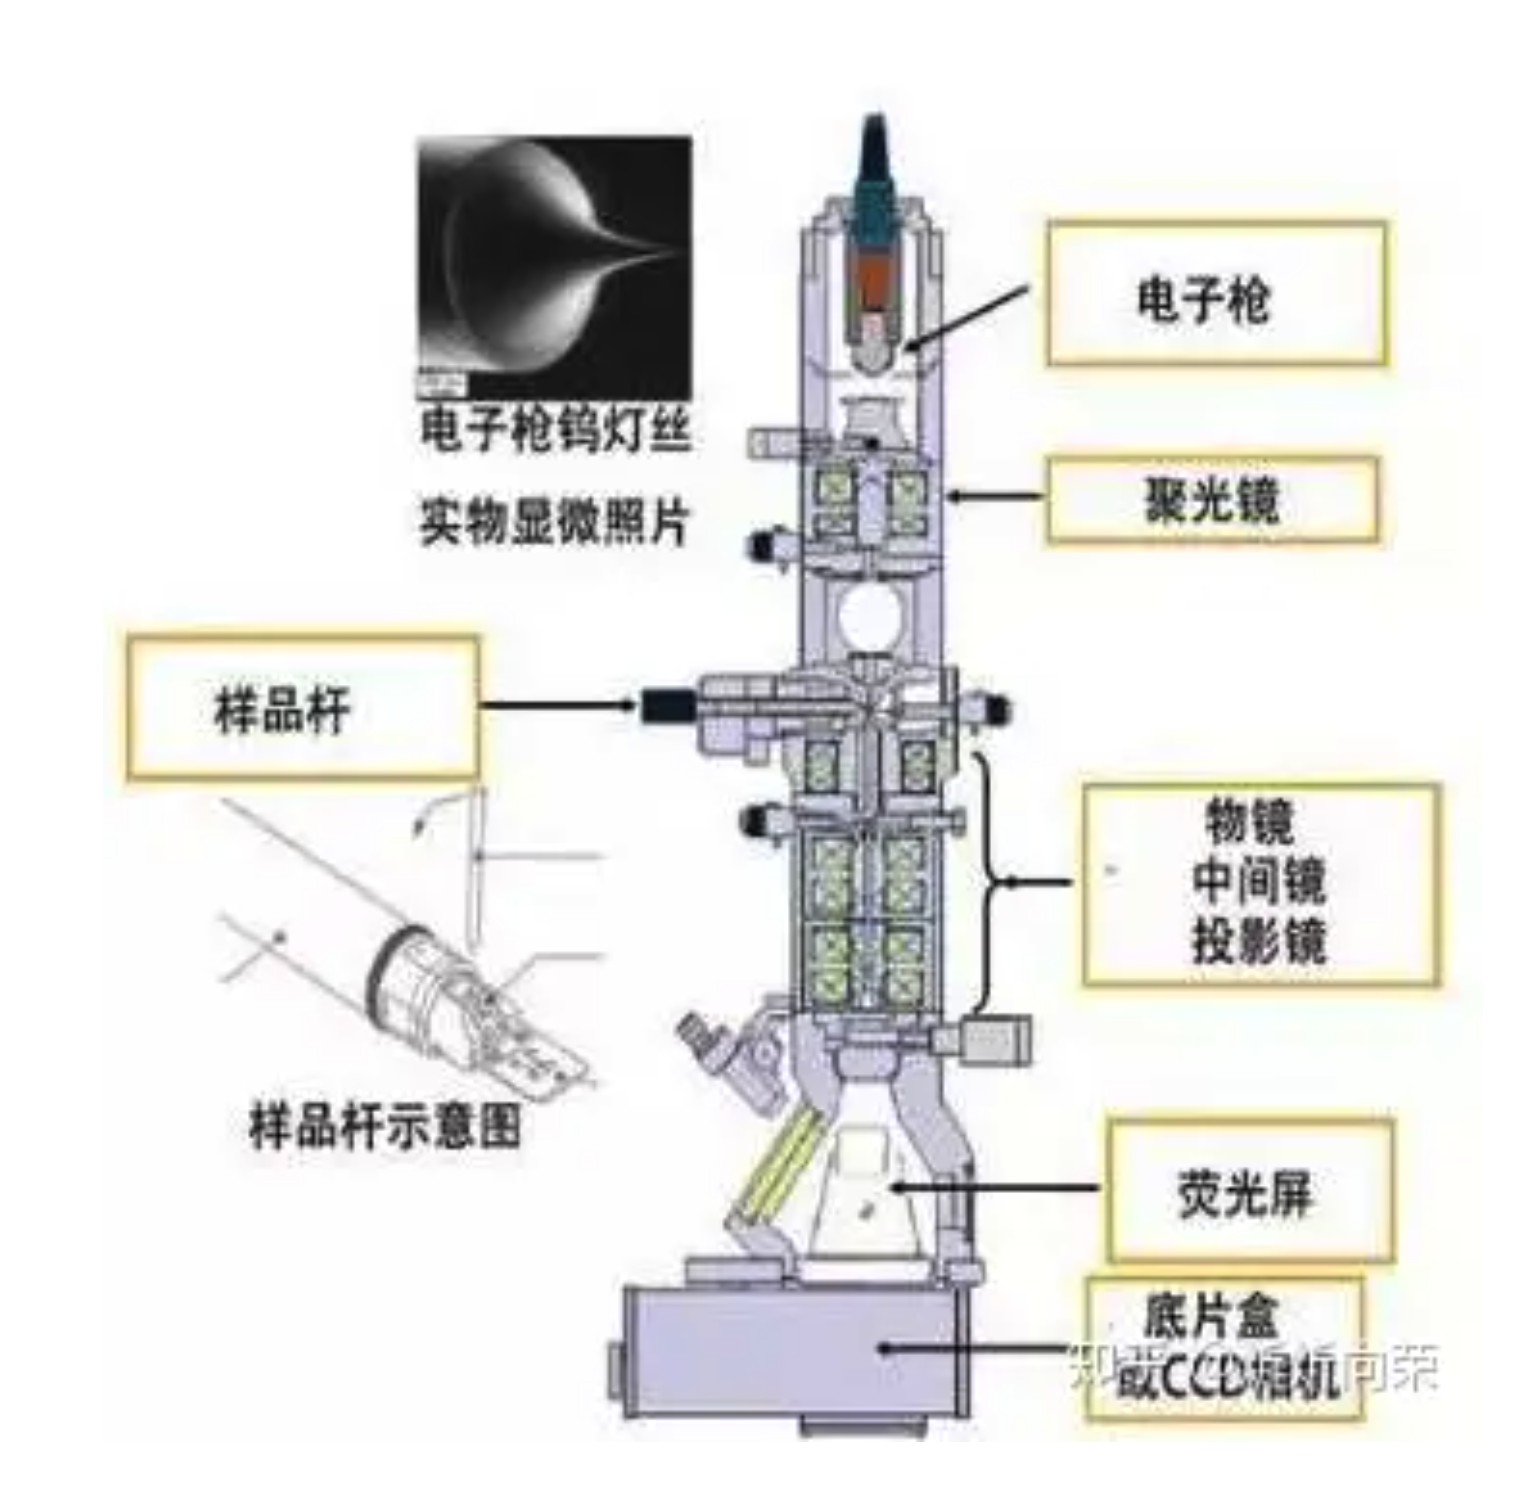 电子枪
电子枪钨灯丝
聚光镜
实物显微照片
样品杆
物镜
中间镜
投影镜
样品杆示意图
荧光屏
底片盒
或CCD相机
知乎
向荣